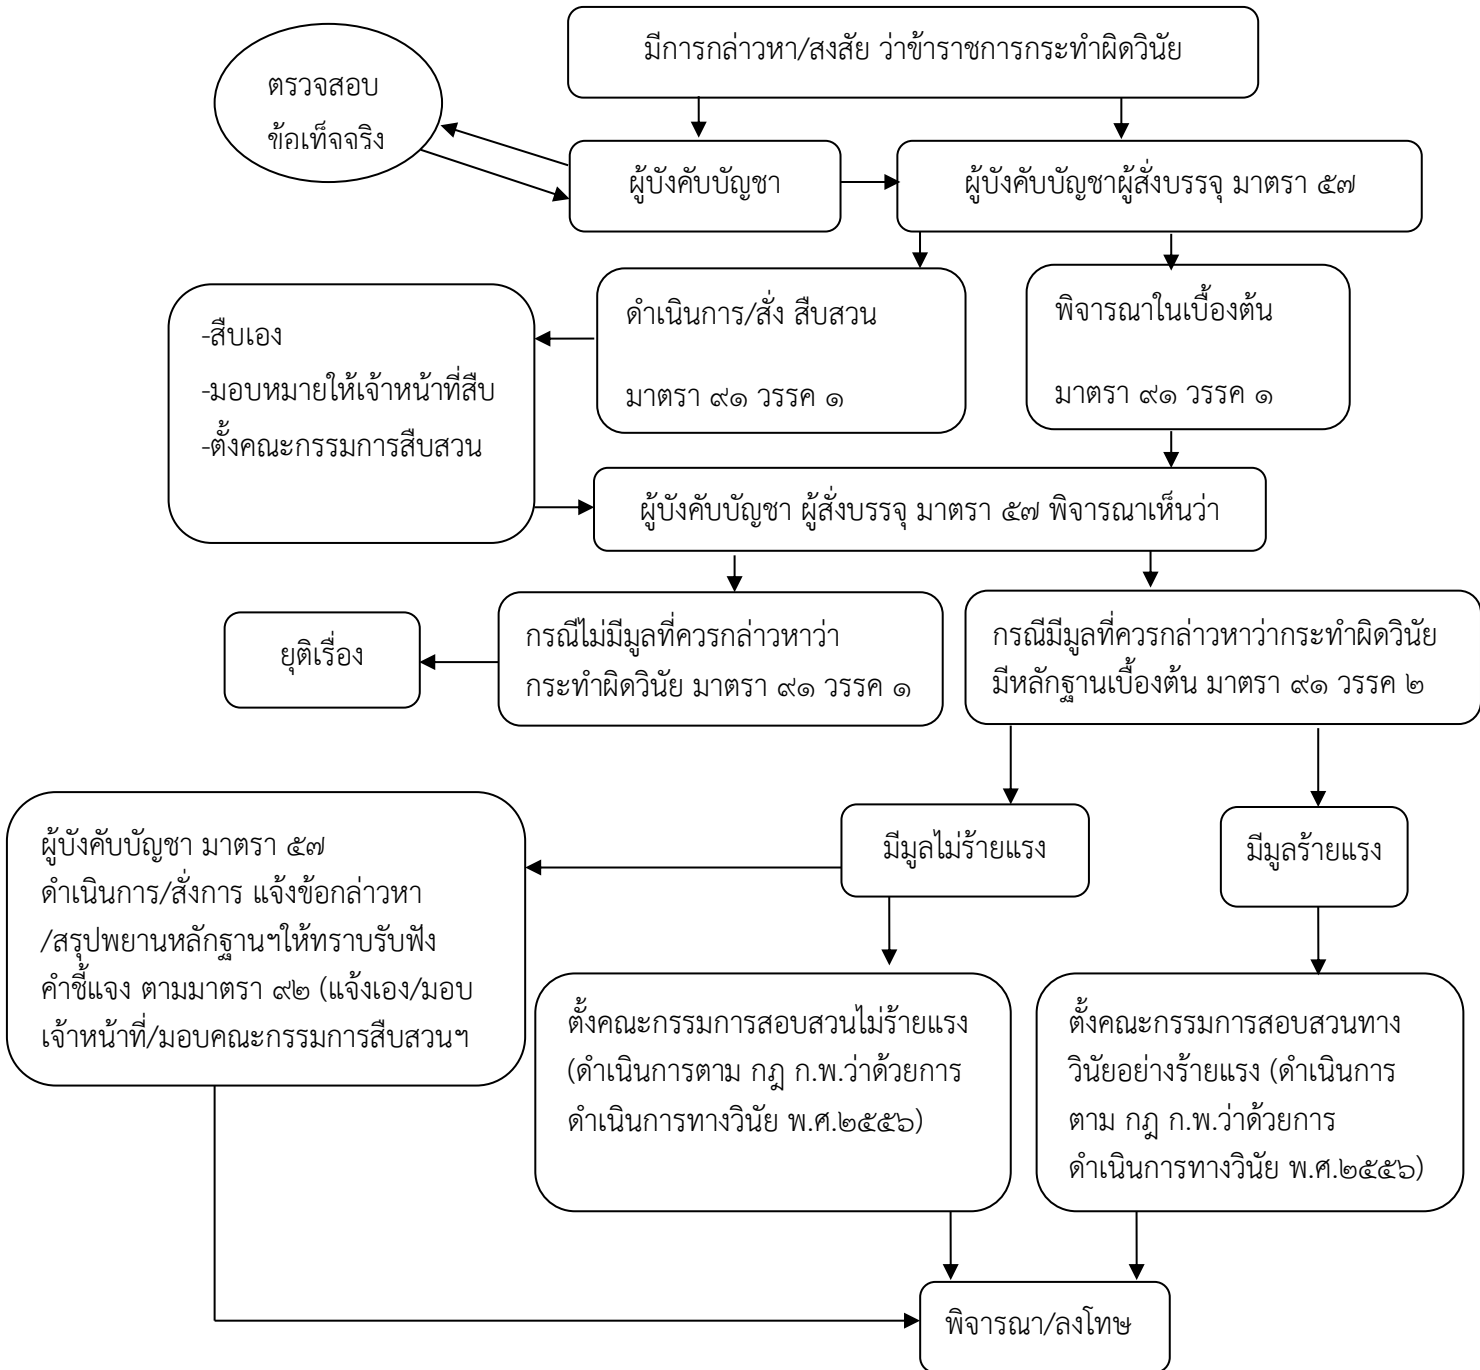 มีการกล่าวหา/สงสัย ว่าข้าราชการกระทำผิดวินัย
ตรวจสอบ
ข้อเท็จจริง
ผู้บังคับบัญชา
ผู้บังคับบัญชาผู้สั่งบรรจุ มาตรา ๕๗
ดำเนินการ/สั่ง สืบสวน
มาตรา ๙๑ วรรค ๑
พิจารณาในเบื้องต้น
มาตรา ๙๑ วรรค ๑
-สืบเอง
-มอบหมายให้เจ้าหน้าที่สืบ
-ตั้งคณะกรรมการสืบสวน
ผู้บังคับบัญชา ผู้สั่งบรรจุ มาตรา ๕๗ พิจารณาเห็นว่า
ยุติเรื่อง
กรณีไม่มีมูลที่ควรกล่าวหาว่า
กระทำผิดวินัย มาตรา ๙๑ วรรค ๑
กรณีมีมูลที่ควรกล่าวหาว่ากระทำผิดวินัย
มีหลักฐานเบื้องต้น มาตรา ๙๑ วรรค ๒
มีมูลไม่ร้ายแรง
มีมูลร้ายแรง
ผู้บังคับบัญชา มาตรา ๕๗
ดำเนินการ/สั่งการ แจ้งข้อกล่าวหา
/สรุปพยานหลักฐานฯให้ทราบรับฟัง
คำชี้แจง ตามมาตรา ๙๒ (แจ้งเอง/มอบ
เจ้าหน้าที่/มอบคณะกรรมการสืบสวนฯ
ตั้งคณะกรรมการสอบสวนไม่ร้ายแรง
(ดำเนินการตาม กฎ ก.พ.ว่าด้วยการ
ดำเนินการทางวินัย พ.ศ.๒๕๕๖)
ตั้งคณะกรรมการสอบสวนทาง
วินัยอย่างร้ายแรง (ดำเนินการ
ตาม กฎ ก.พ.ว่าด้วยการ
ดำเนินการทางวินัย พ.ศ.๒๕๕๖)
พิจารณา/ลงโทษ